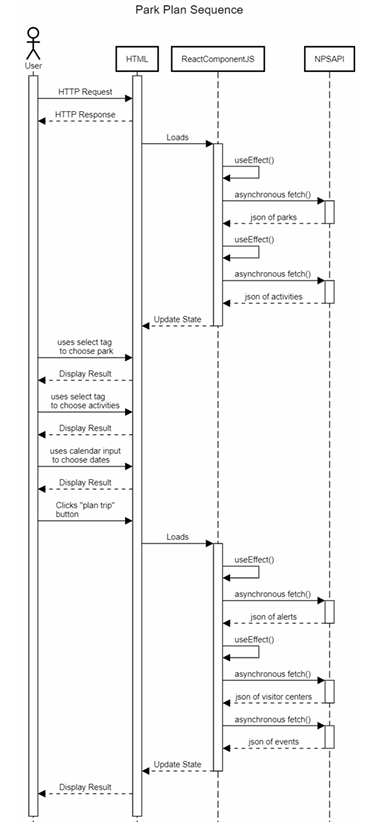 Park Plan Sequence
User
HTML
ReactComponentJS
NPSAPI
HTTP Request
HTTP Response
Loads
useEffect()
asynchronous fetch()
json of parks
useEffect()
asynchronous fetch()
json of activities
Update State
uses select tag
to choose park
Display Result
uses select tag
to choose activities
Display Result
uses calendar input
to choose dates
Display Result
Clicks "plan trip"
button
Loads
useEffect()
asynchronous fetch()
json of alerts
useEffect()
asynchronous fetch()
json of visitor centers
asynchronous fetch()
json of events
Update State
Display Result